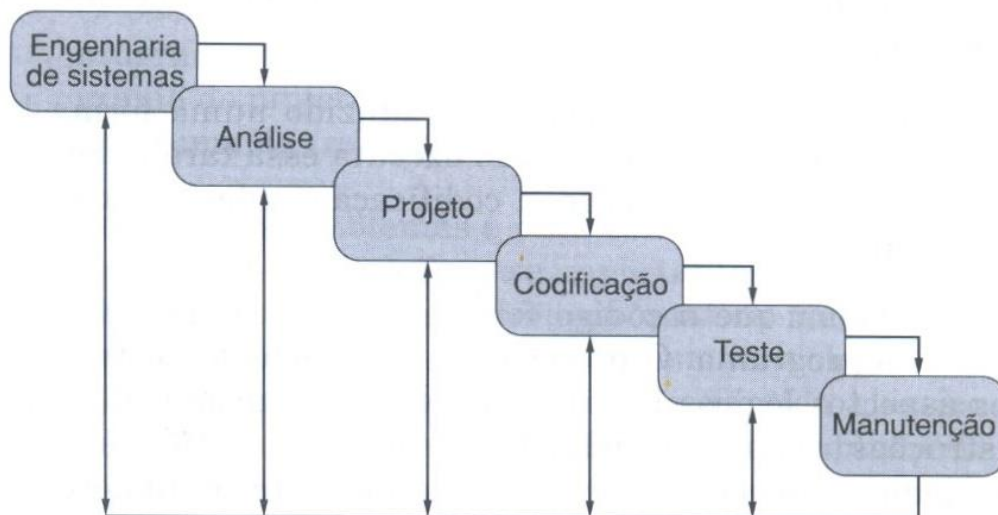 Engenharia
de sistemas
Análise
Projeto
Codificação
Teste
Manutenção